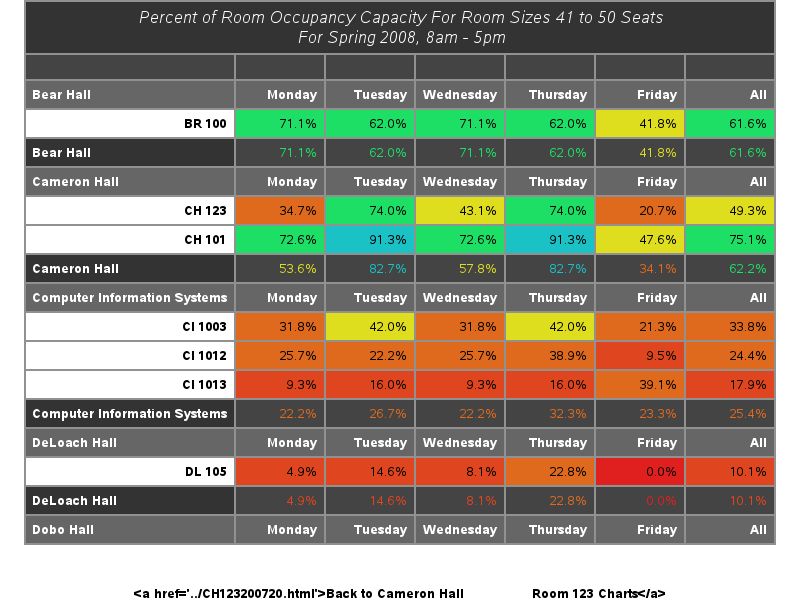 Percent of Room Occupancy Capacity For Room Sizes 41 to 50 Seats
For Spring 2008, 8am - 5pm
Bear Hall Monday Tuesday Wednesday Thursday Friday All
BR 100 71.1% 62.0% 71.1% 62.0% 41.8% 61.6%
Bear Hall 71.1% 62.0% 71.1% 62.0% 41.8% 61.6%
Cameron Hall Monday Tuesday Wednesday Thursday Friday All
CH 123 34.7% 74.0% 43.1% 74.0% 20.7% 49.3%
CH 101 72.6% 91.3% 72.6% 91.3% 47.6% 75.1%
Cameron Hall 53.6% 82.7% 57.8% 82.7% 34.1% 62.2%
Computer Information Systems Monday Tuesday Wednesday Thursday Friday All
CI 1003 31.8% 42.0% 31.8% 42.0% 21.3% 33.8%
CI 1012 25.7% 22.2% 25.7% 38.9% 9.5% 24.4%
CI 1013 9.3% 16.0% 9.3% 16.0% 39.1% 17.9%
Computer Information Systems 22.2% 26.7% 22.2% 32.3% 23.3% 25.4%
DeLoach Hall Monday Tuesday Wednesday Thursday Friday All
DL 105 4.9% 14.6% 8.1% 22.8% 0.0% 10.1%
DeLoach Hall 4.9% 14.6% 8.1% 22.8% 0.0% 10.1%
Dobo Hall Monday Tuesday Wednesday Thursday Friday All
<a href='../CH123200720.html'>Back to Cameron Hall Room 123 Charts</a>